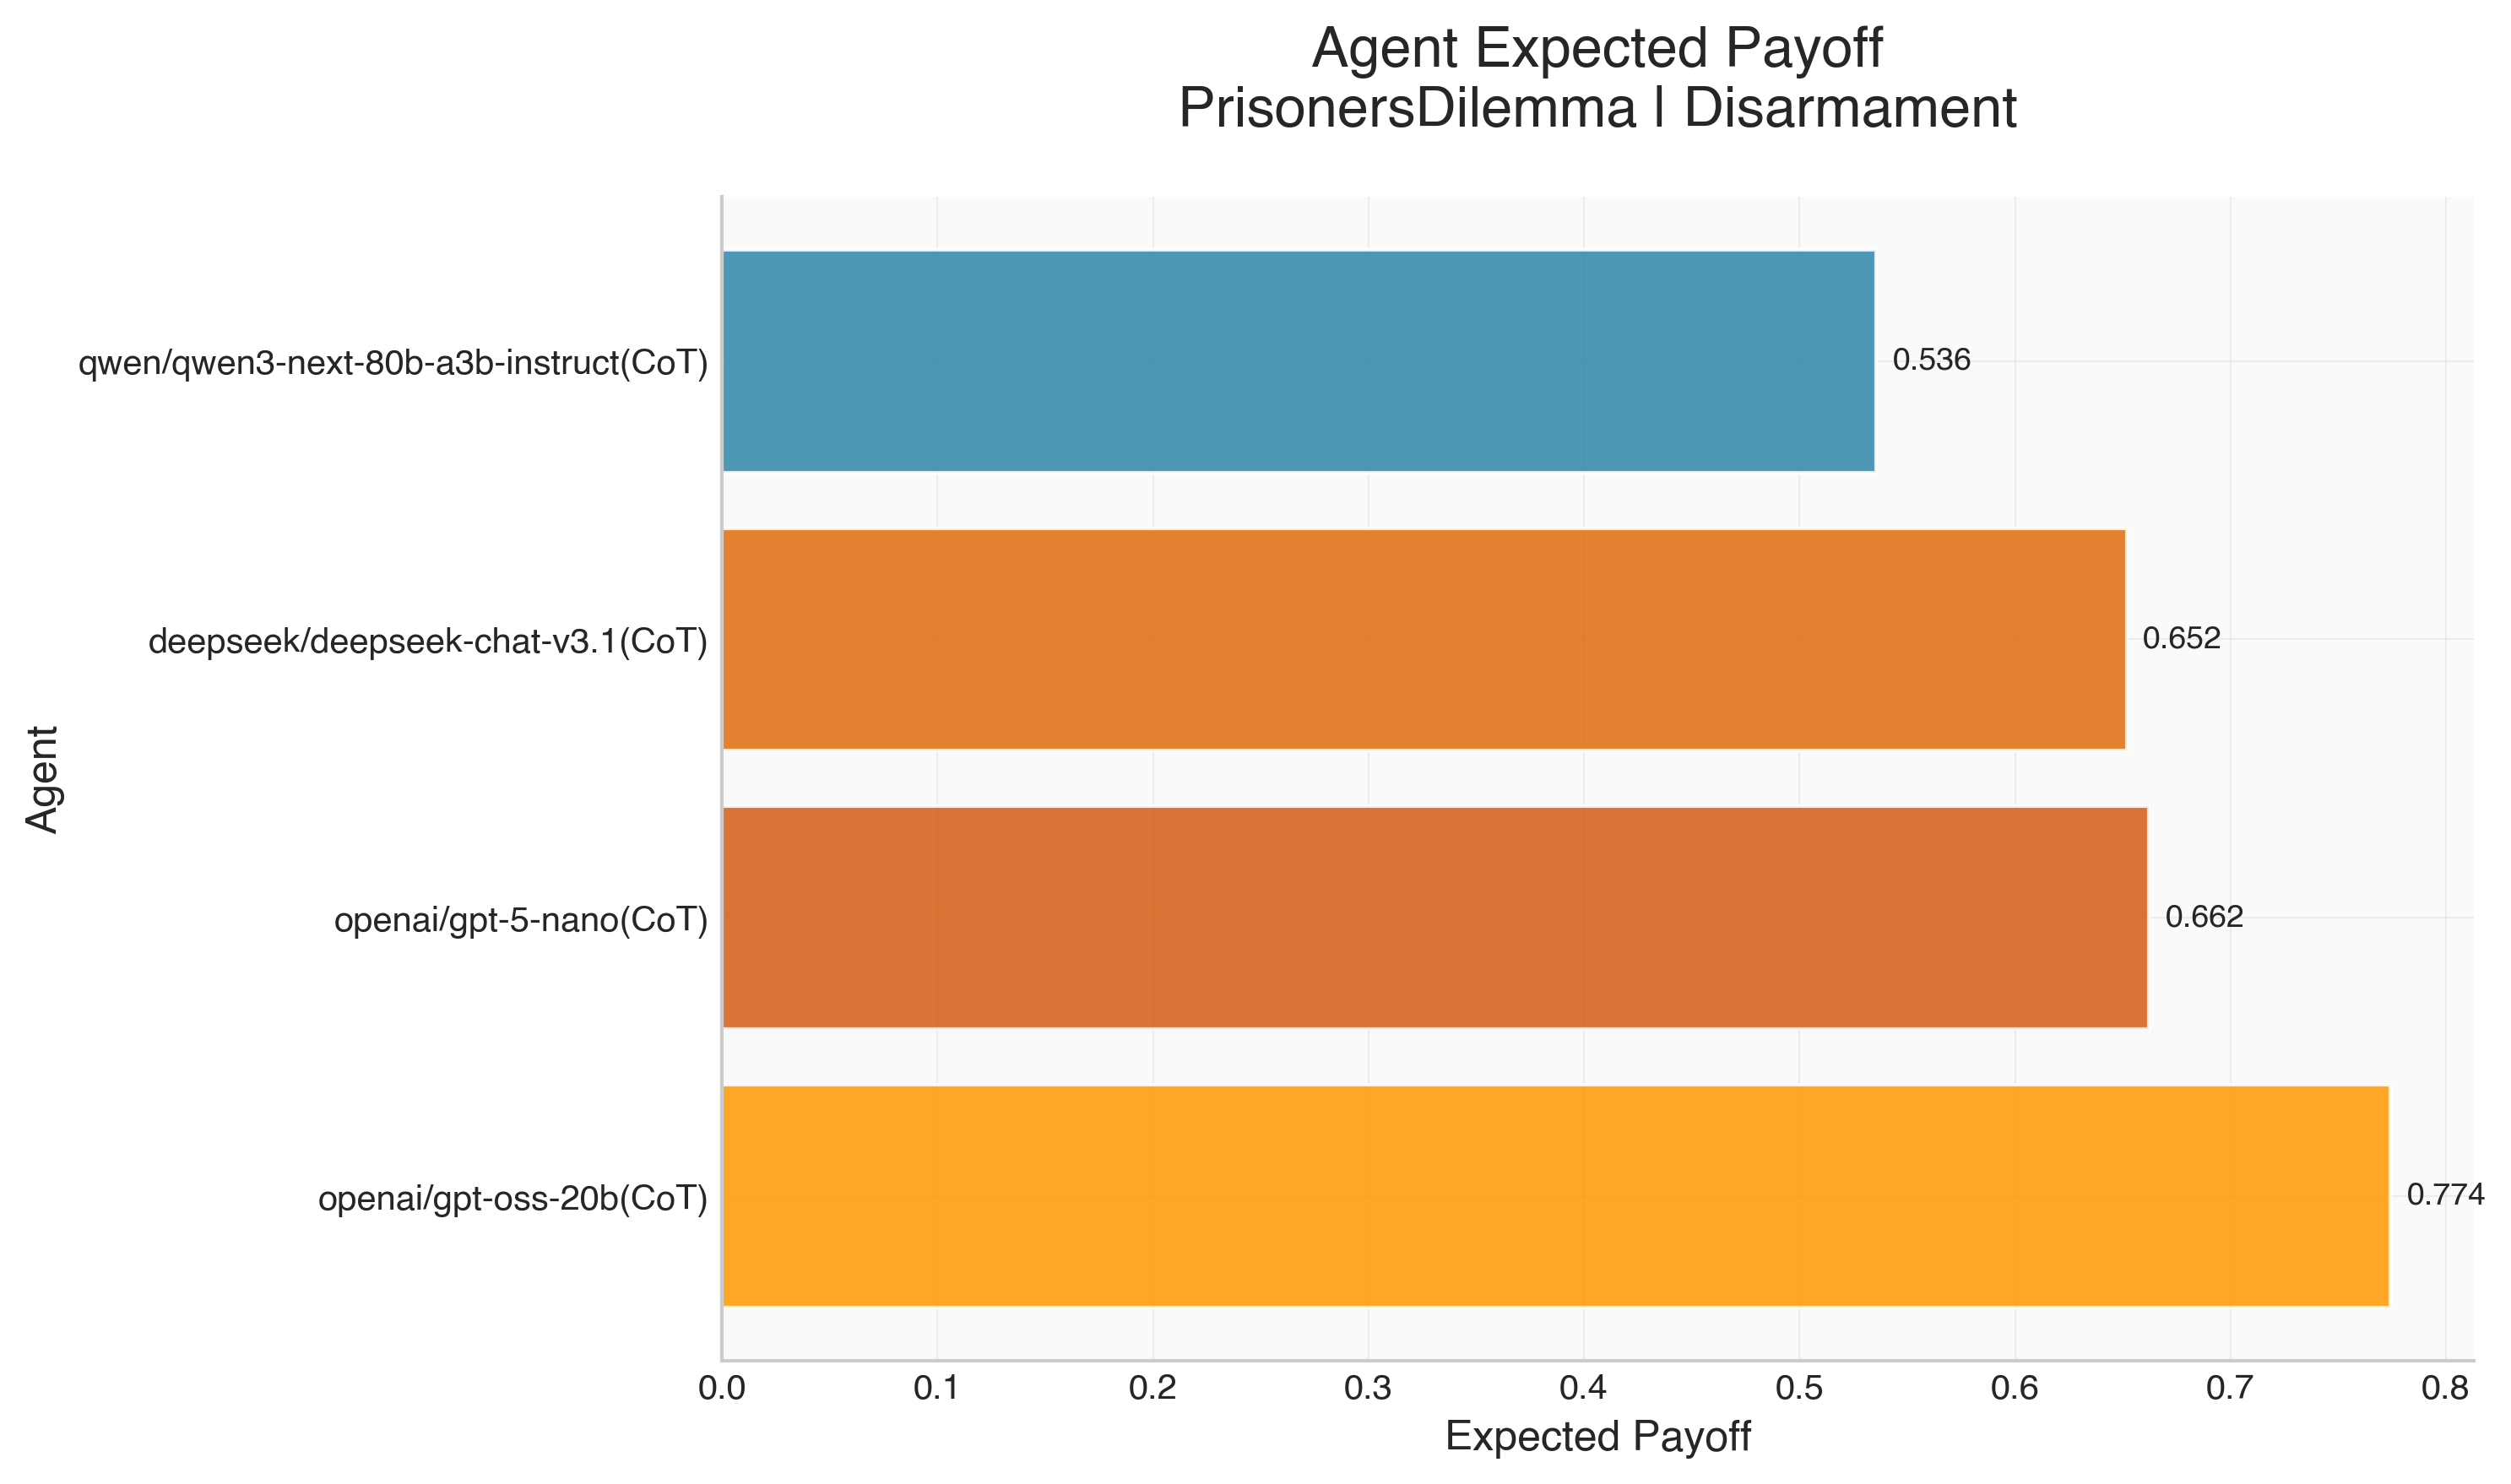 Agent Expected Payoff
PrisonersDilemma | Disarmament
qwen/qwen3-next-80b-a3b-instruct(CoT)
0.536
deepseek/deepseek-chat-v3.1(CoT)
0.652
Agent
openai/gpt-5-nano(CoT)
0.662
openai/gpt-oss-20b(CoT)
0.774
0.0 0.1 0.2 0.3 0.4 0.5 0.6 0.7 0.8
Expected Payoff